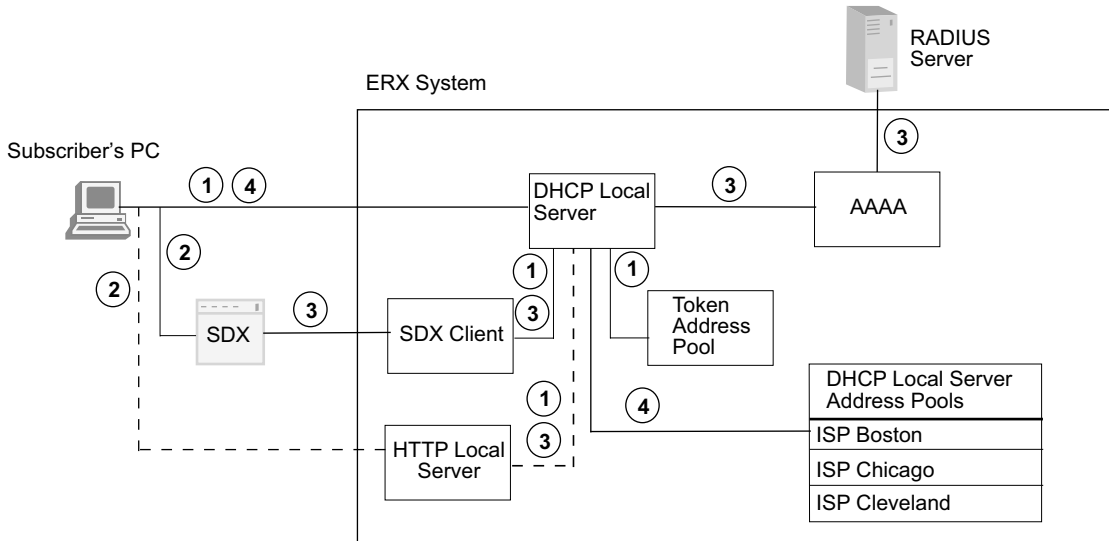 RADIUS
Server
ERX System
3
Subscriber's PC
1 4
DHCP Local
Server
3
AAAA
2
1
1
2
3
SDX
SDX Client
3
Token
Address
Pool
DHCP Local Server
Address Pools
1
4
ISP Boston
HTTP Local
Server
3
ISP Chicago
ISP Cleveland